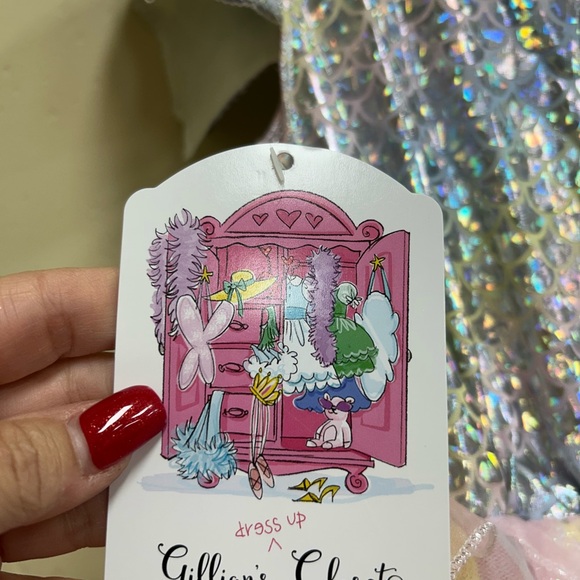 dress up
^
Gillian's Closet